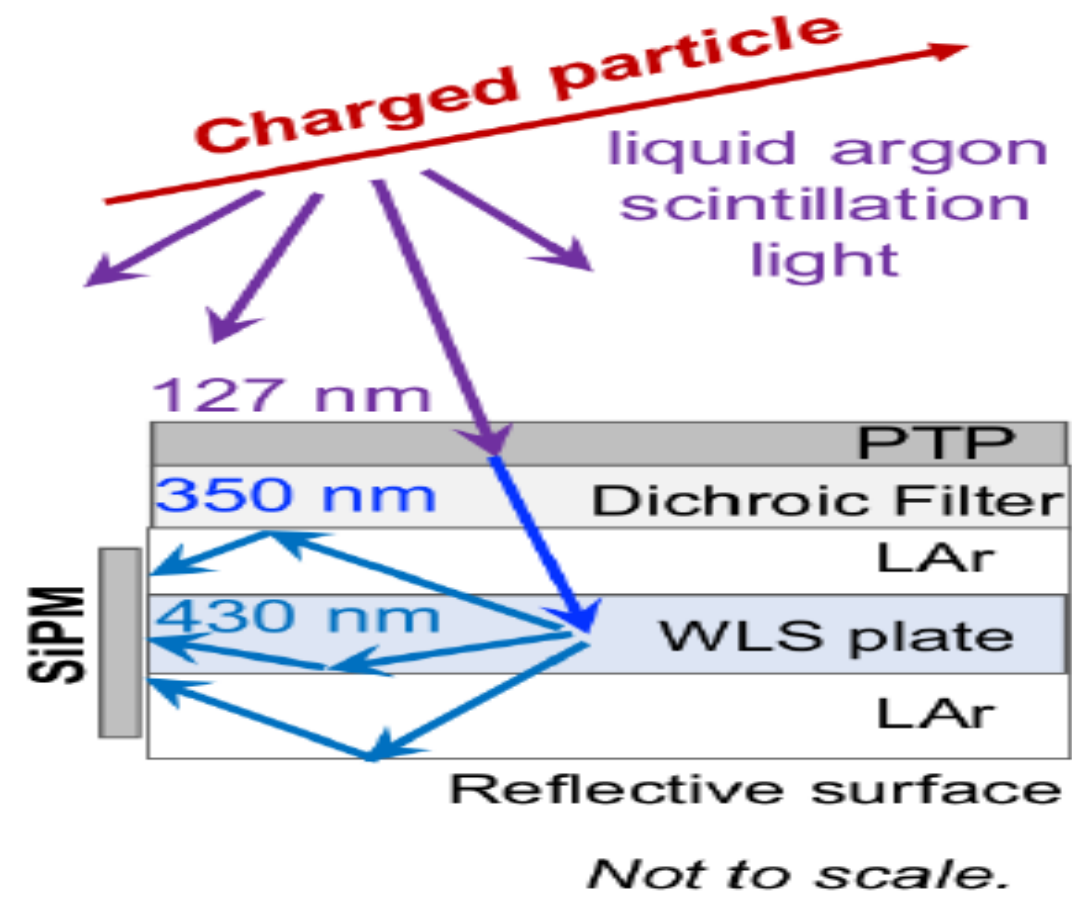 Charged particle
liquid argon
scintillation
light
127 nm
PTP
350 nm
Dichroic Filter
LAr
430 nm
WLS plate
SiPM
LAr
Reflective surface
Not to scale.